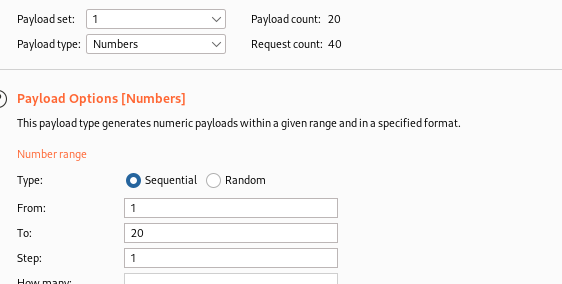 Payload set: 1 Payload count: 20
Payload type: Numbers Request count: 40
? Payload Options [Numbers]
This payload type generates numeric payloads within a given range and in a specified format.
Number range
Type: Sequential Random
From: 1
To: 20
Step: 1
How many: